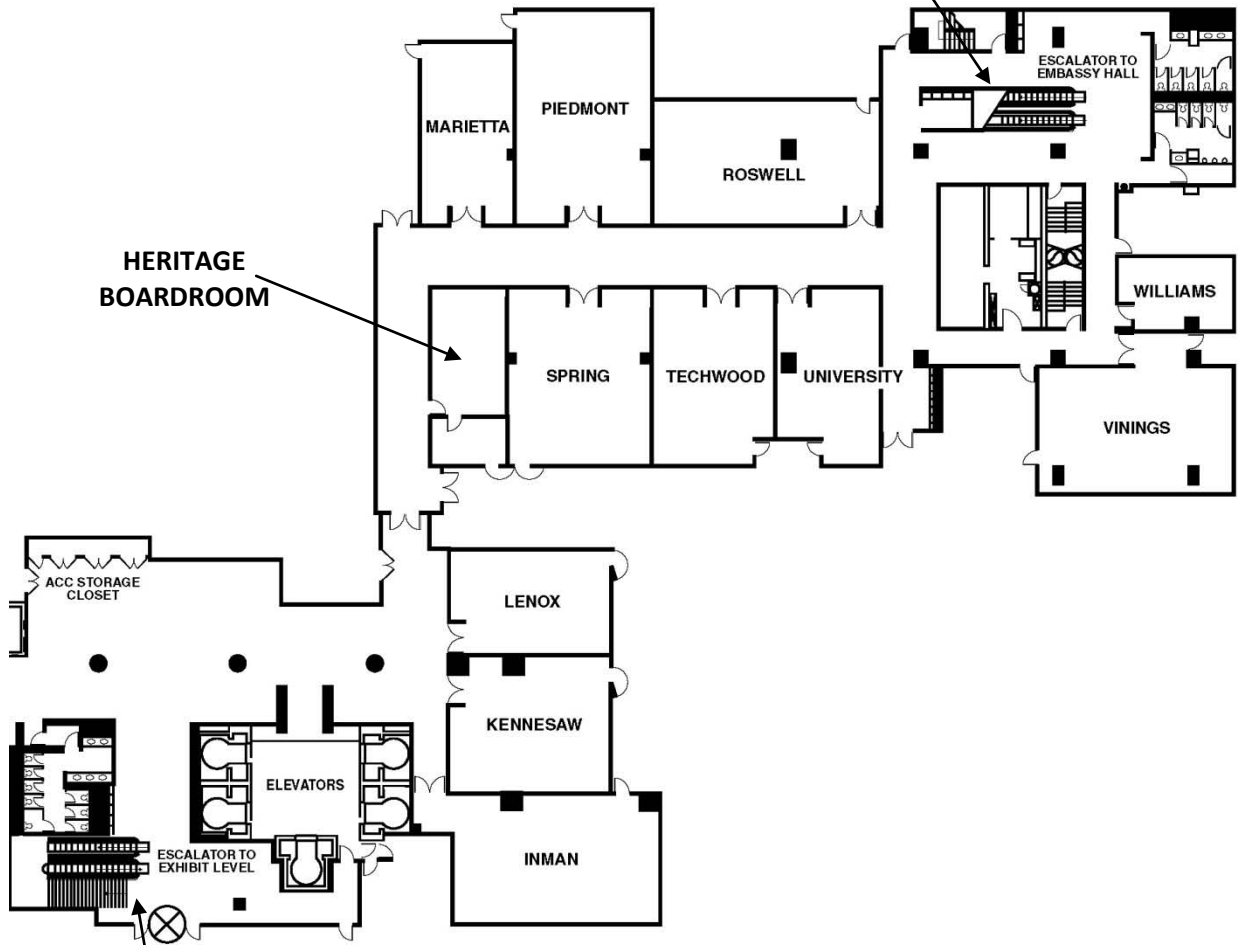 ESCALATOR TO
EMBASSY HALL
PIEDMONT
MARIETTA
ROSWELL
HERITAGE
BOARDROOM
WILLIAMS
SPRING
TECHWOOD
UNIVERSITY
VININGS
ACC STORAGE
CLOSET
LENOX
KENNESAW
ELEVATORS
ESCALATOR TO
EXHIBIT LEVEL
INMAN